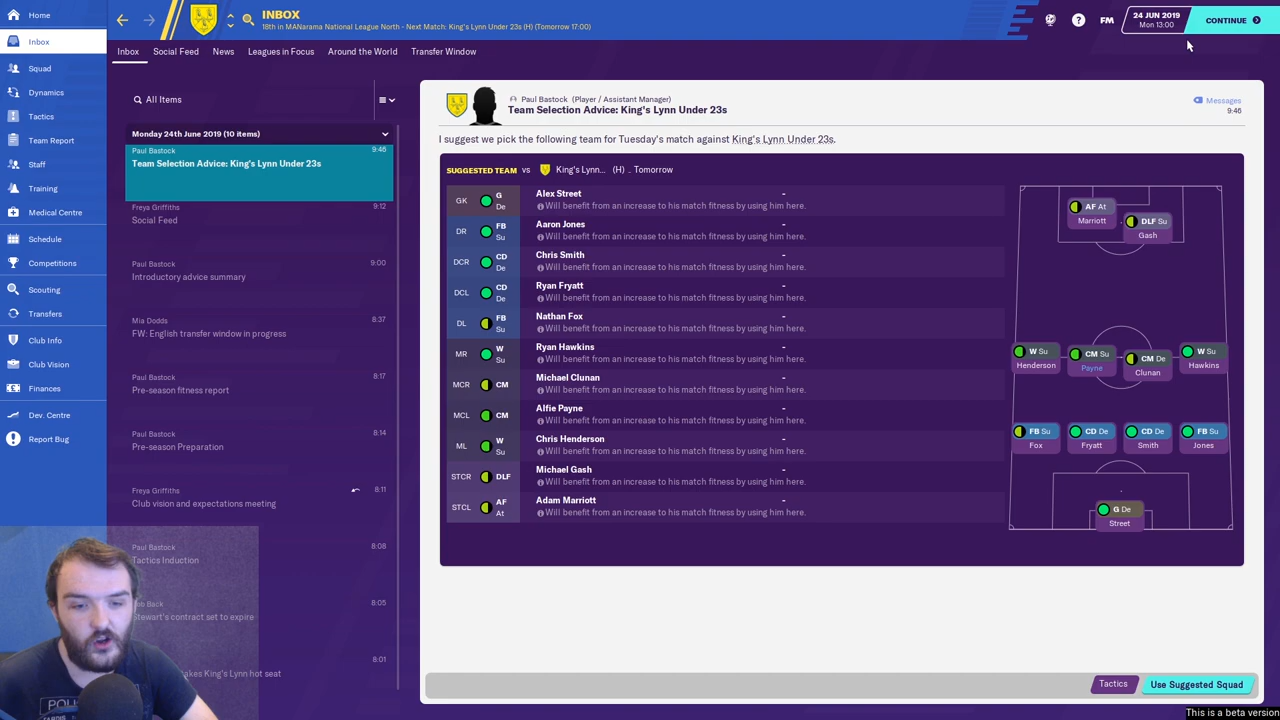 Home
Inbox
Squad
Dynamics
Tactics
Team Report
Staff
Training
Medical Centre
Schedule
Competitions
Scouting
Transfers
Club Info
Club Vision
Finances
Dev. Centre
Report Bug
INBOX
18th in MANarama National League North - Next Match: King's Lynn Under 23s (H) (Tomorrow 17:00)
? FM
24 JUN 2019
Mon 13:00
CONTINUE
Inbox Social Feed News Leagues in Focus Around the World Transfer Window
All Items
Monday 24th June 2019 (10 items)
Paul Bastock 9:46
Team Selection Advice: King's Lynn Under 23s
Freya Griffiths 9:12
Social Feed
Paul Bastock 9:00
Introductory advice summary
Mia Dodds 8:37
FW: English transfer window in progress
Paul Bastock 8:17
Pre-season fitness report
Paul Bastock 8:14
Pre-season Preparation
Freya Griffiths 8:11
Club vision and expectations meeting
Paul Bastock 8:08
Tactics Induction
Back 8:05
Stewart's contract set to expire
8:01
takes King's Lynn hot seat
Paul Bastock (Player / Assistant Manager)
Team Selection Advice: King's Lynn Under 23s
Messages
9:46
I suggest we pick the following team for Tuesday's match against King's Lynn Under 23s.
SUGGESTED TEAM vs King's Lynn... (H) . Tomorrow
GK G De Alex Street -
Will benefit from an increase to his match fitness by using him here.
DR FB Su Aaron Jones -
Will benefit from an increase to his match fitness by using him here.
DCR CD De Chris Smith -
Will benefit from an increase to his match fitness by using him here.
DCL CD De Ryan Fryatt -
Will benefit from an increase to his match fitness by using him here.
DL FB Su Nathan Fox -
Will benefit from an increase to his match fitness by using him here.
MR W Su Ryan Hawkins -
Will benefit from an increase to his match fitness by using him here.
MCR CM Michael Clunan -
Will benefit from an increase to his match fitness by using him here.
MCL CM Alfie Payne -
Will benefit from an increase to his match fitness by using him here.
ML W Su Chris Henderson -
Will benefit from an increase to his match fitness by using him here.
STCR DLF Michael Gash -
Will benefit from an increase to his match fitness by using him here.
STCL AF At Adam Marriott -
Will benefit from an increase to his match fitness by using him here.
AF At
Marriott
DLF Su
Gash
W Su
Henderson
CM Su
Payne
CM De
Clunan
W Su
Hawkins
FB Su
Fox
CD De
Fryatt
CD De
Smith
FB Su
Jones
G De
Street
Tactics
Use Suggested Squad
This is a beta version